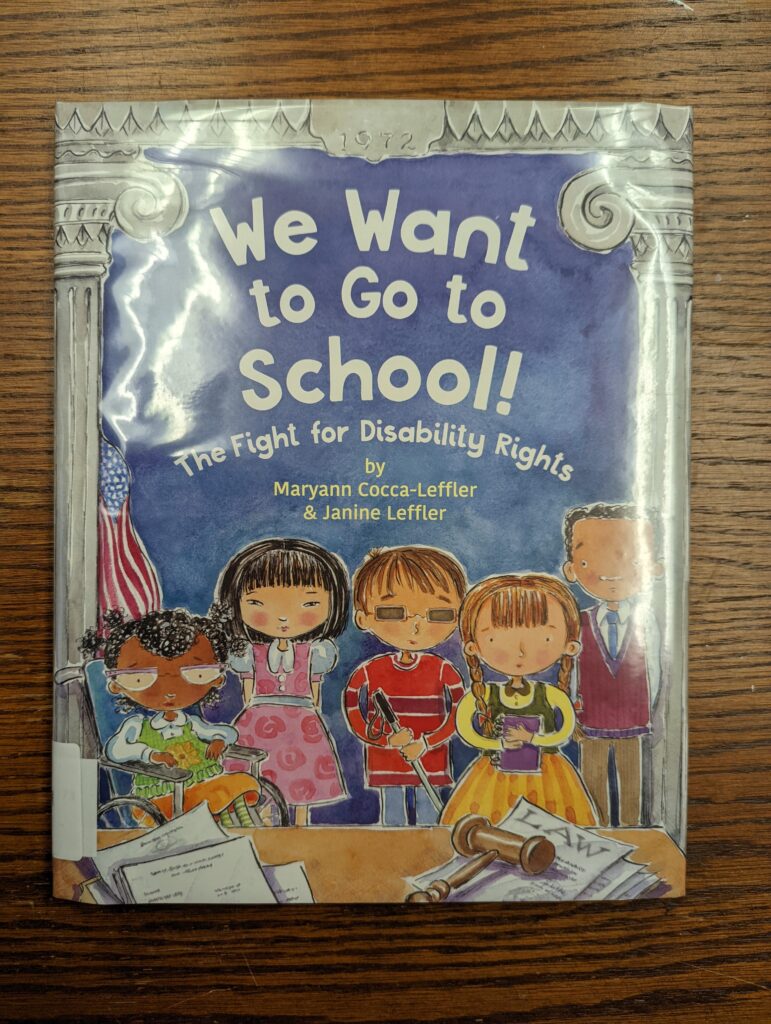 1972
We Want
to Go to
School!
The Fight for Disability Rights
by
Maryann Cocca-Leffler
& Janine Leffler
LAW